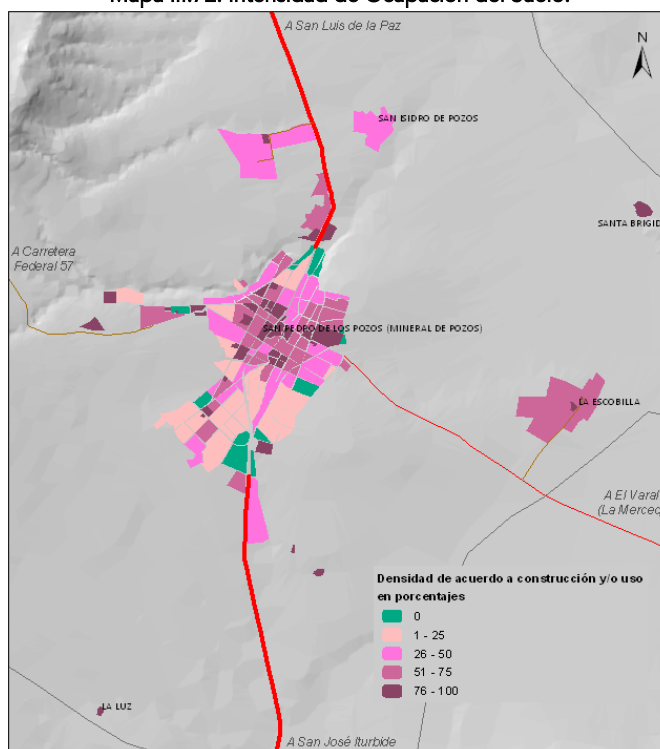 Mapa II.7 2. Intensidad de Ocupación del Suelo.
A San Luis de la Paz
N
SAN ISIDRO DE POZOS
SANTA BRIGID
A Carretera
Federal 57
SAN PEDRO DE LOS POZOS (MINERAL DE POZOS)
LA ESCOBILLA
A El Varal
(La Merced
Densidad de acuerdo a construcción y/o uso
en porcentajes
0
1 - 25
26 - 50
51 - 75
76 - 100
LA LUZ
A San José Iturbide